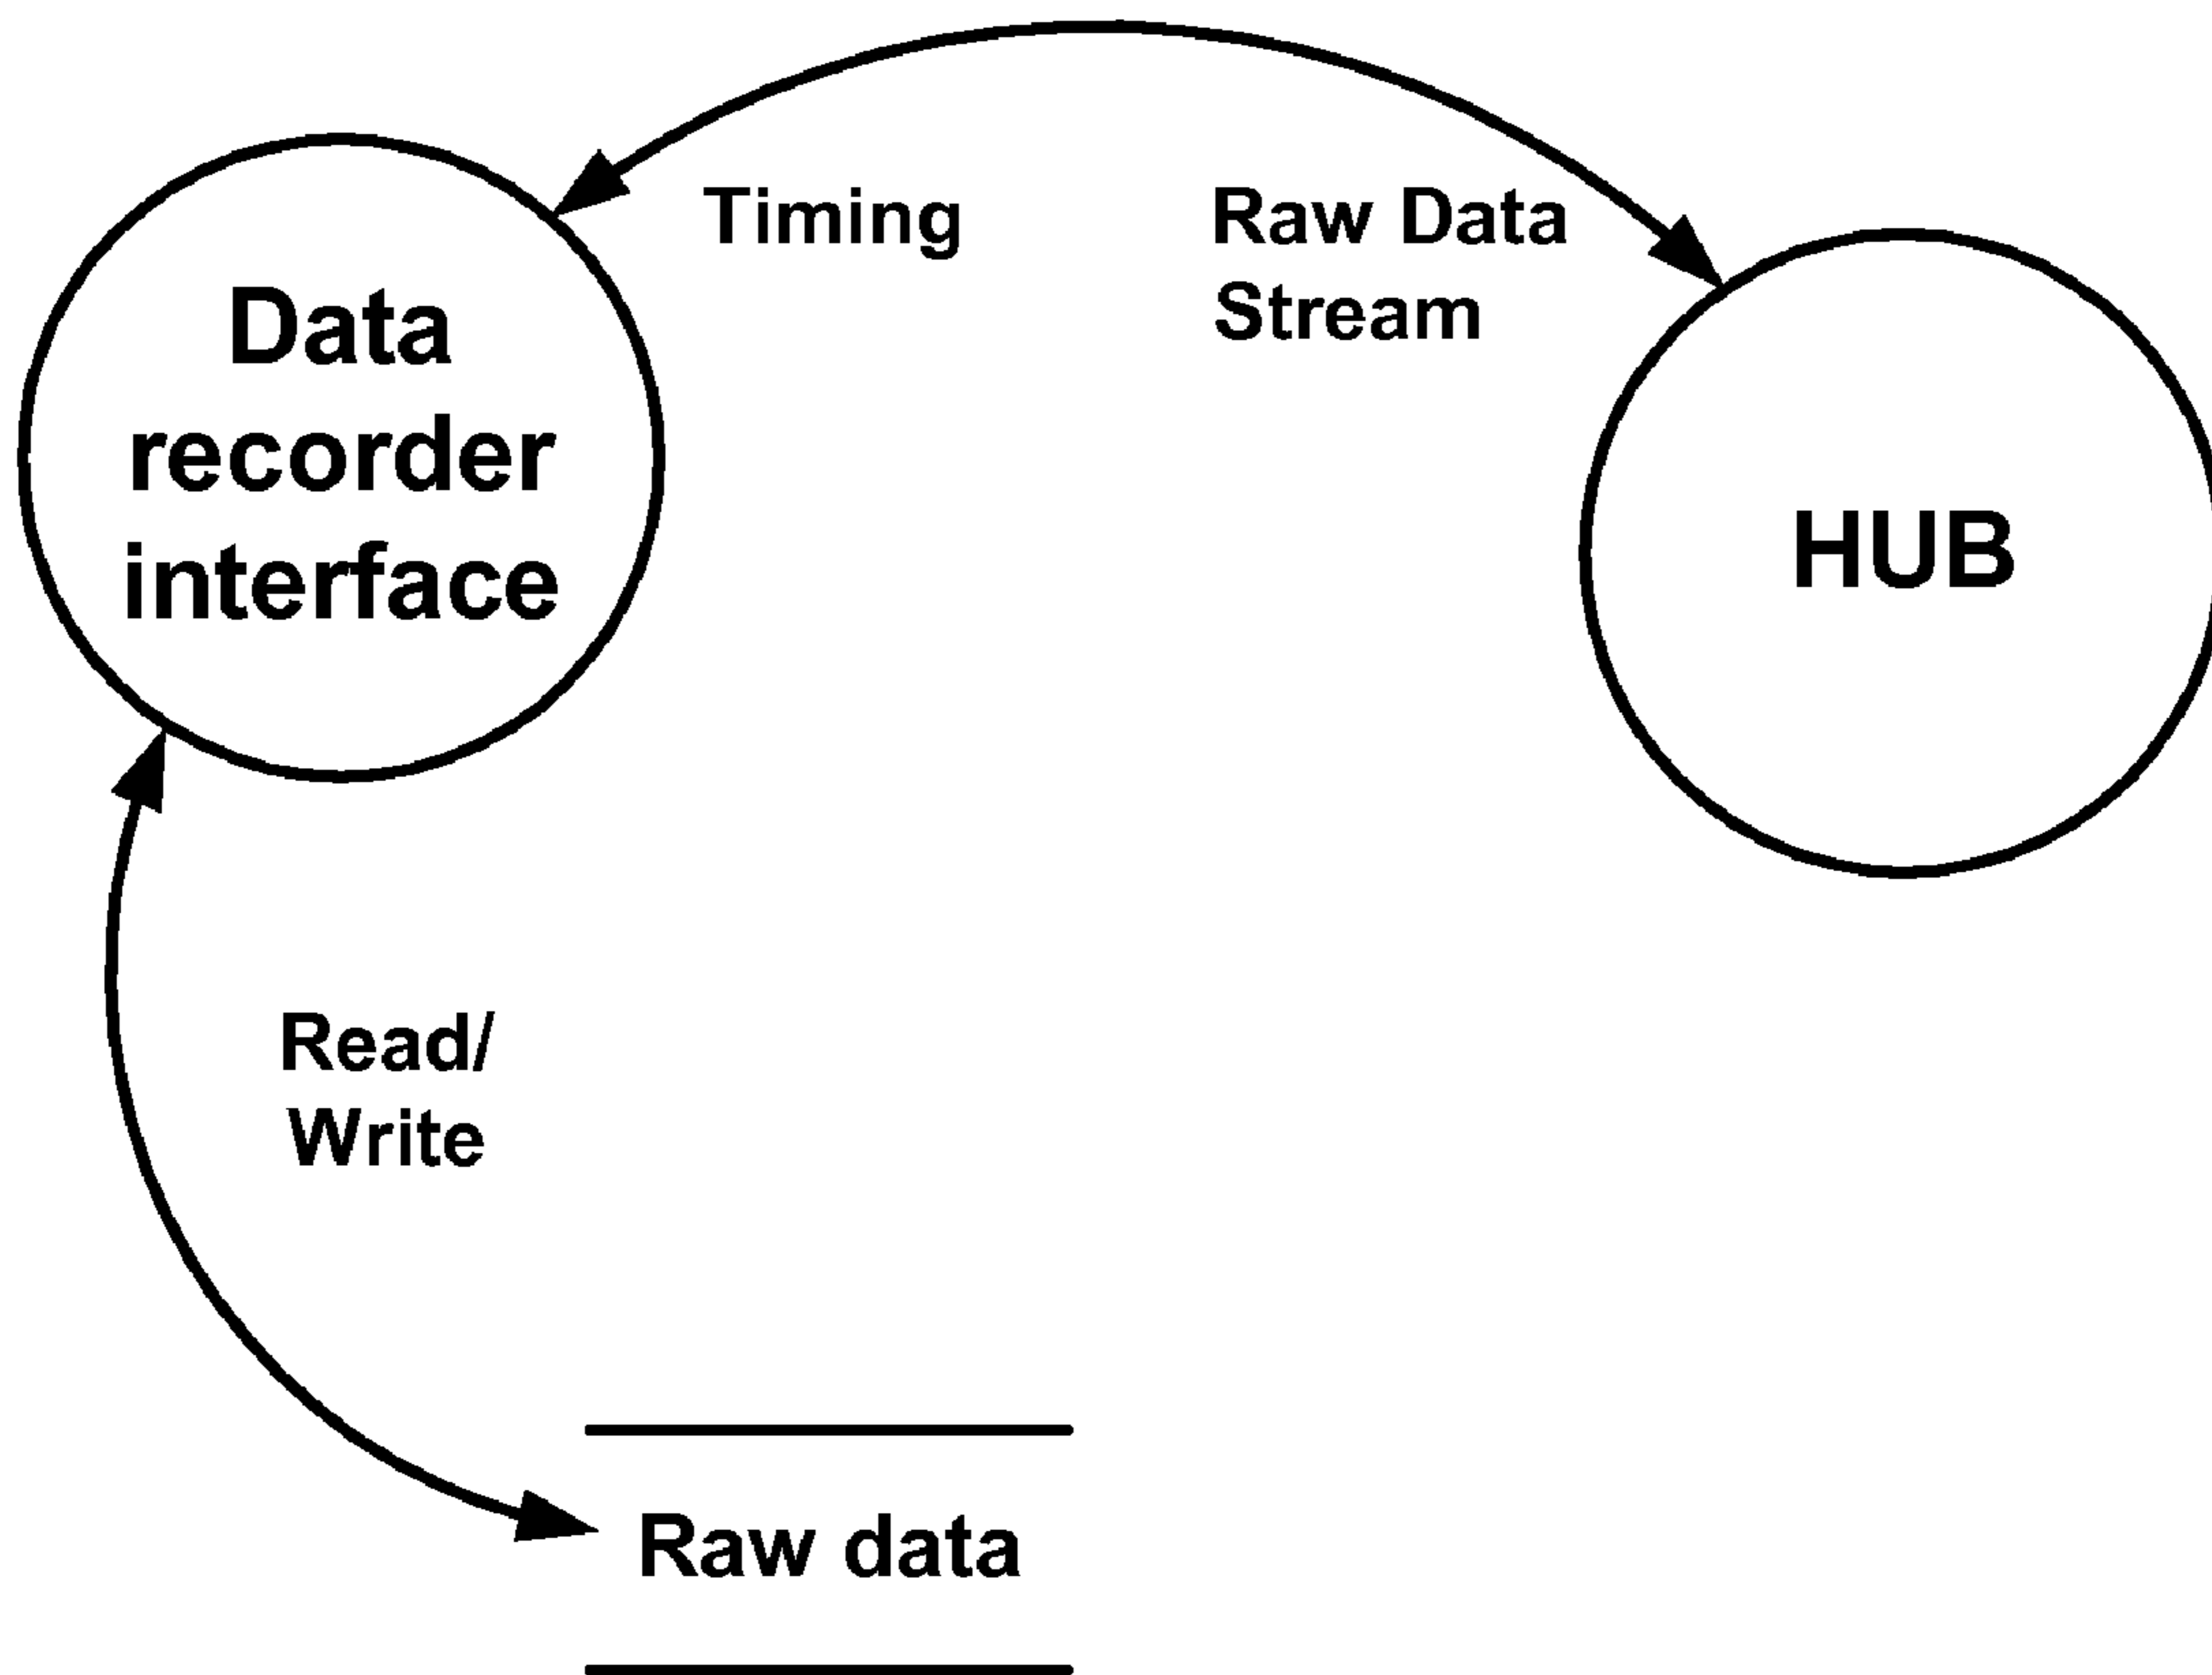 Timing
Raw Data
Stream
Data
recorder
interface
HUB
Read/
Write
Raw data